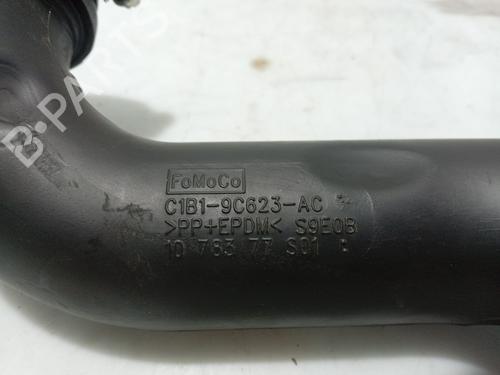 B-PARTS
FoMoCo
C1B1-9C623-AC
>PP+EPDM< S9E0B
10 783 77 S01